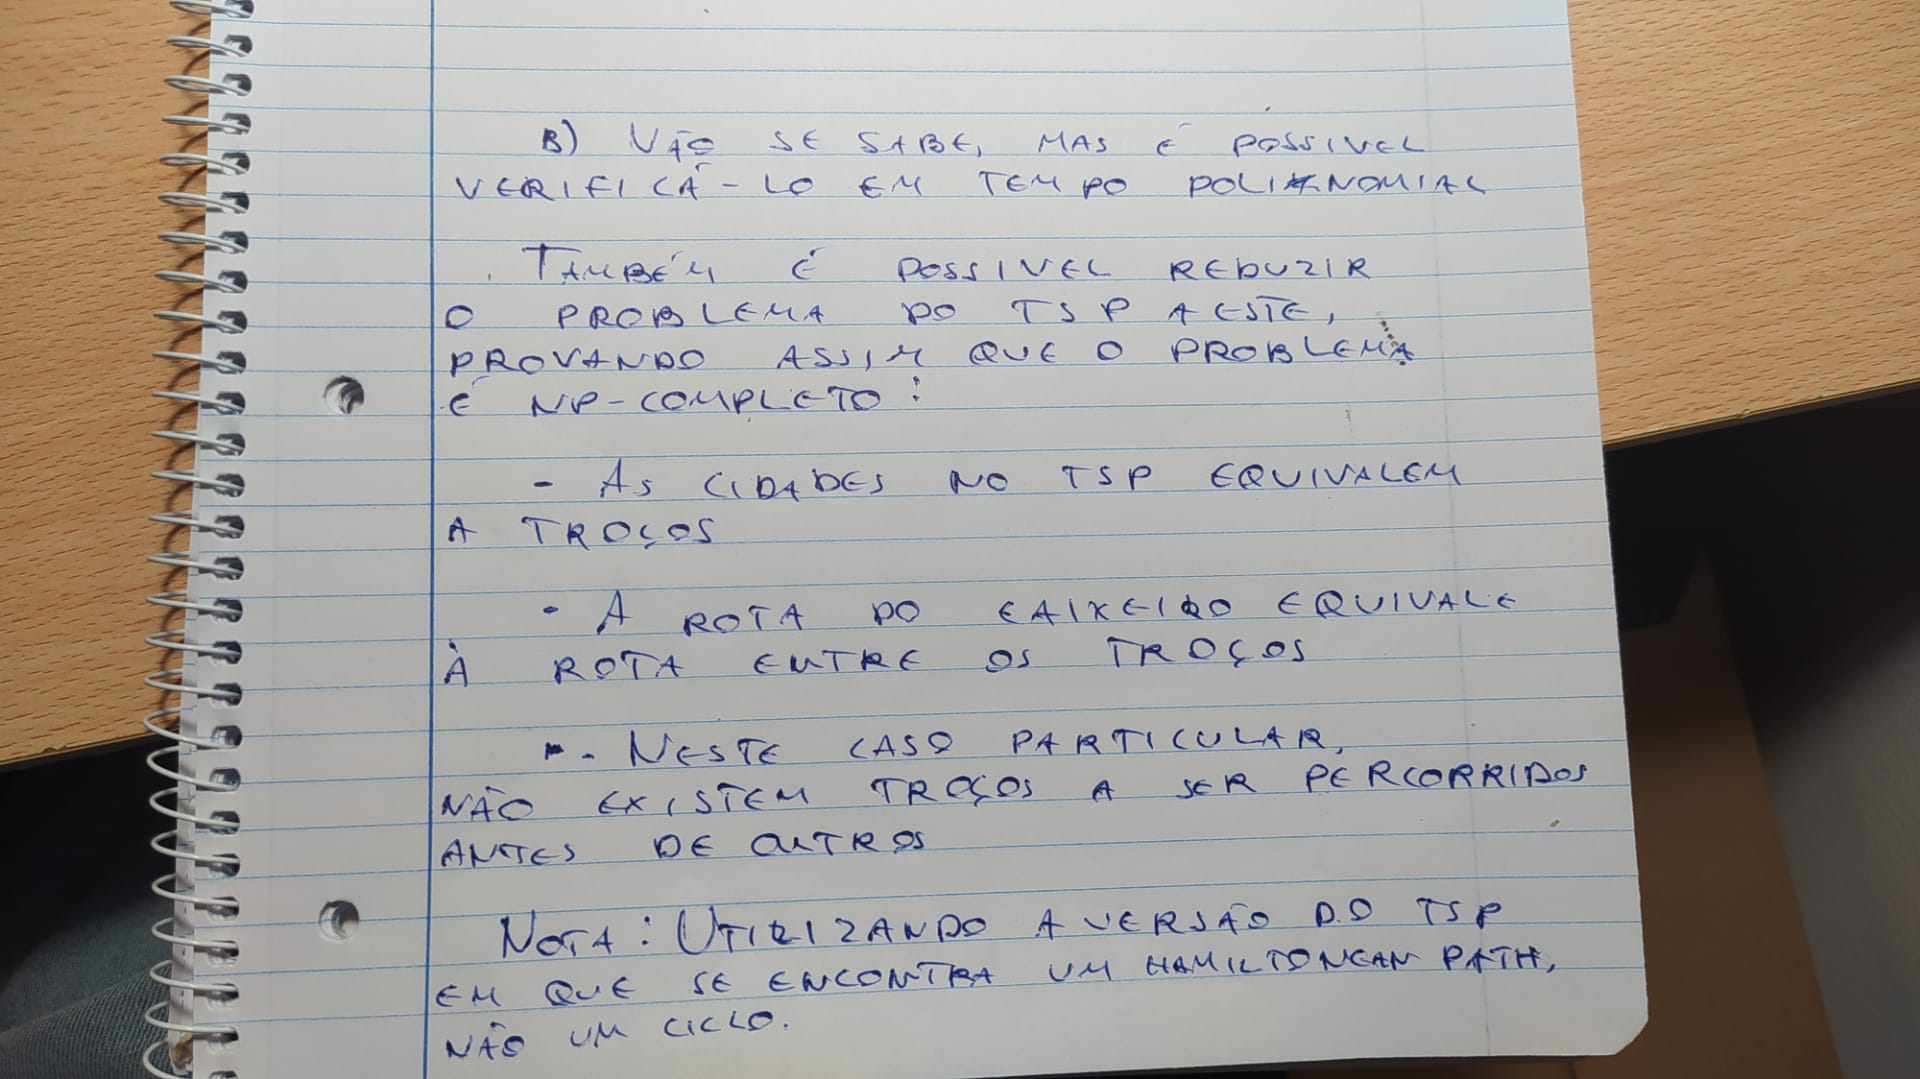 B) NÃO SE SABE, MAS É POSSIVEL
VERIFICÁ-LO EM TEMPO POLINOMIAL
TAMBÉM É POSSIVEL REDUZIR
O PROBLEMA DO TSP A ESTE,
PROVANDO ASSIM QUE O PROBLEMA
É NP-COMPLETO:
- AS CIDADES NO TSP EQUIVALEM
A TROÇOS
- A ROTA DO CAIXEIRO EQUIVALE
À ROTA ENTRE OS TROÇOS
- NESTE CASO PARTICULAR,
NÃO EXISTEM TROÇOS A SER PERCORRIDOS
ANTES DE OUTROS
NOTA: UTILIZANDO A VERSÃO DO TSP
EM QUE SE ENCONTRA UM HAMILTONEAN PATH,
NÃO UM CICLO.